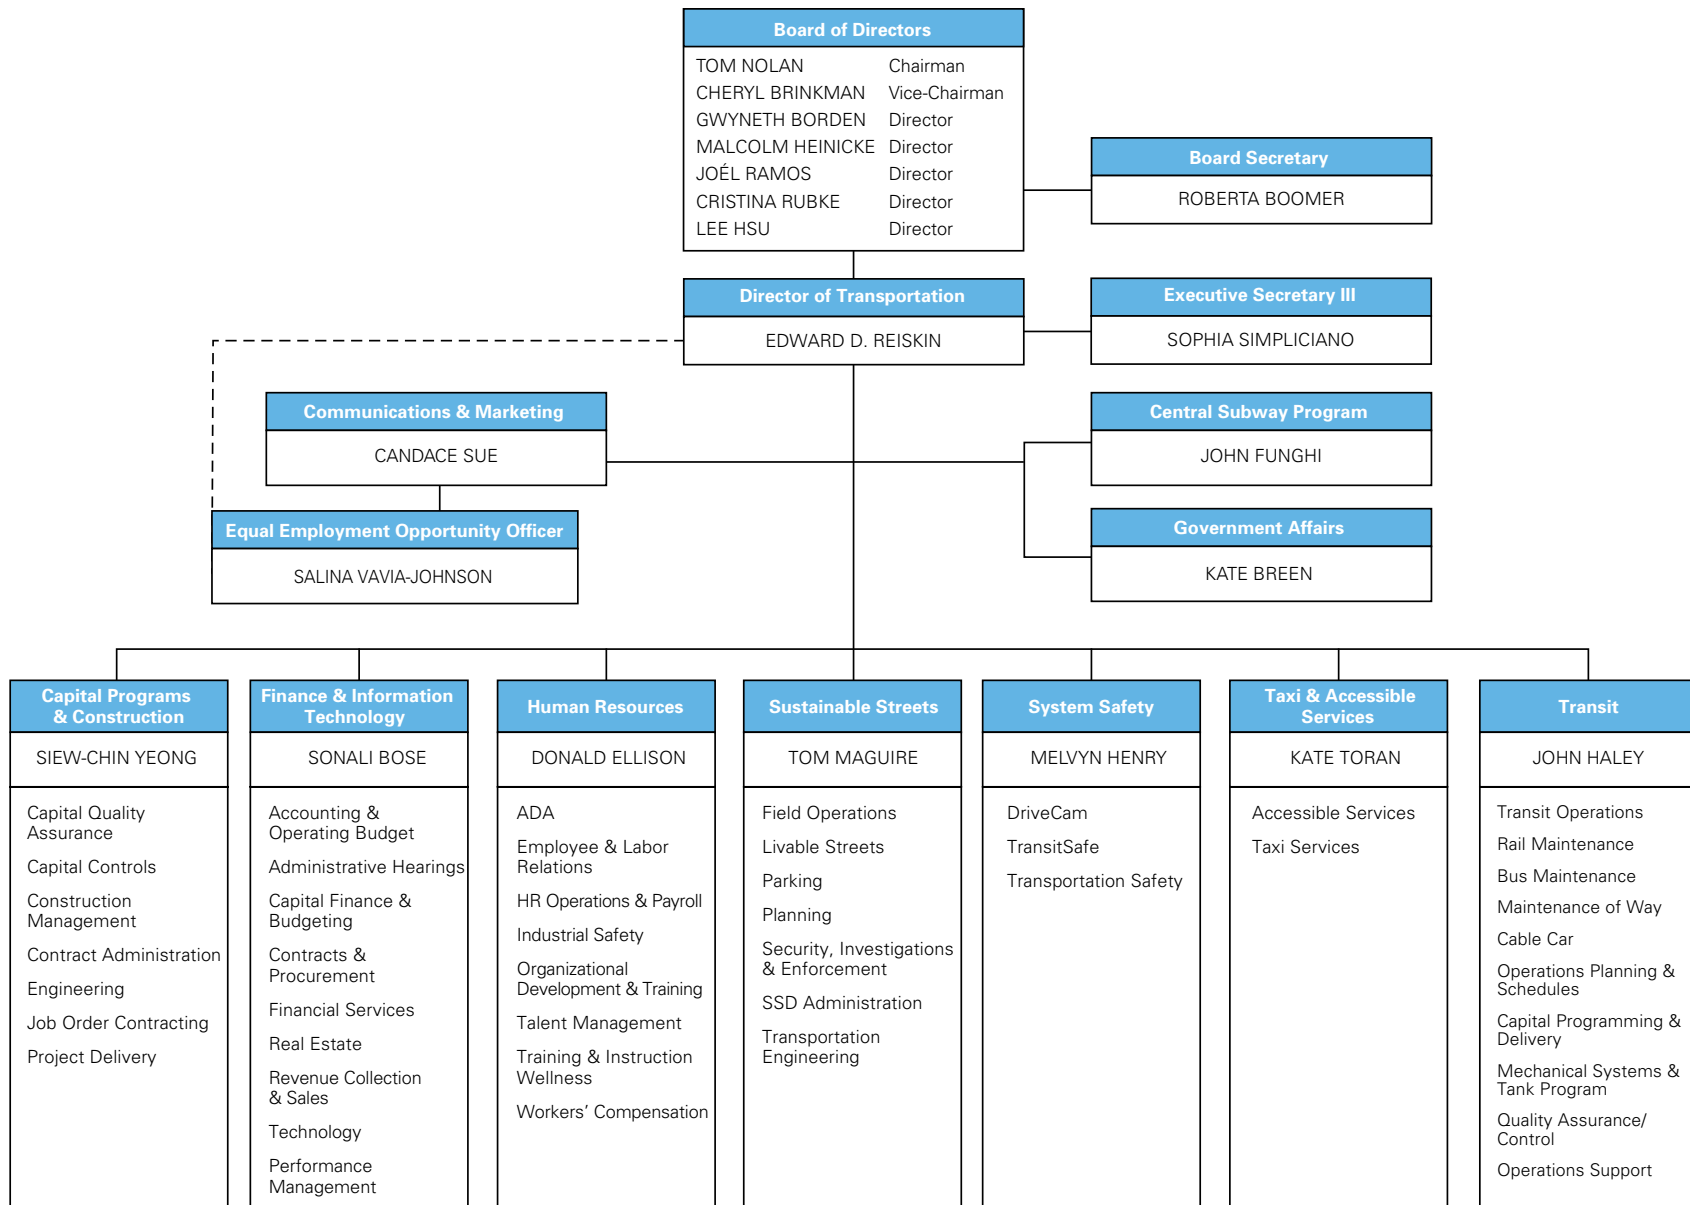 Board of Directors
TOM NOLAN Chairman
CHERYL BRINKMAN Vice-Chairman
GWYNETH BORDEN Director
MALCOLM HEINICKE Director
JOÉL RAMOS Director
CRISTINA RUBKE Director
LEE HSU Director
Board Secretary
ROBERTA BOOMER
Director of Transportation
EDWARD D. REISKIN
Executive Secretary III
SOPHIA SIMPLICIANO
Communications & Marketing
CANDACE SUE
Central Subway Program
JOHN FUNGHI
Equal Employment Opportunity Officer
SALINA VAVIA-JOHNSON
Government Affairs
KATE BREEN
Capital Programs
& Construction
SIEW-CHIN YEONG
Capital Quality
Assurance
Capital Controls
Construction
Management
Contract Administration
Engineering
Job Order Contracting
Project Delivery
Finance & Information
Technology
SONALI BOSE
Accounting &
Operating Budget
Administrative Hearings
Capital Finance &
Budgeting
Contracts &
Procurement
Financial Services
Real Estate
Revenue Collection
& Sales
Technology
Performance
Management
Human Resources
DONALD ELLISON
ADA
Employee & Labor
Relations
HR Operations & Payroll
Industrial Safety
Organizational
Development & Training
Talent Management
Training & Instruction
Wellness
Workers’ Compensation
Sustainable Streets
TOM MAGUIRE
Field Operations
Livable Streets
Parking
Planning
Security, Investigations
& Enforcement
SSD Administration
Transportation
Engineering
System Safety
MELVYN HENRY
DriveCam
TransitSafe
Transportation Safety
Taxi & Accessible
Services
KATE TORAN
Accessible Services
Taxi Services
Transit
JOHN HALEY
Transit Operations
Rail Maintenance
Bus Maintenance
Maintenance of Way
Cable Car
Operations Planning &
Schedules
Capital Programming &
Delivery
Mechanical Systems &
Tank Program
Quality Assurance/
Control
Operations Support